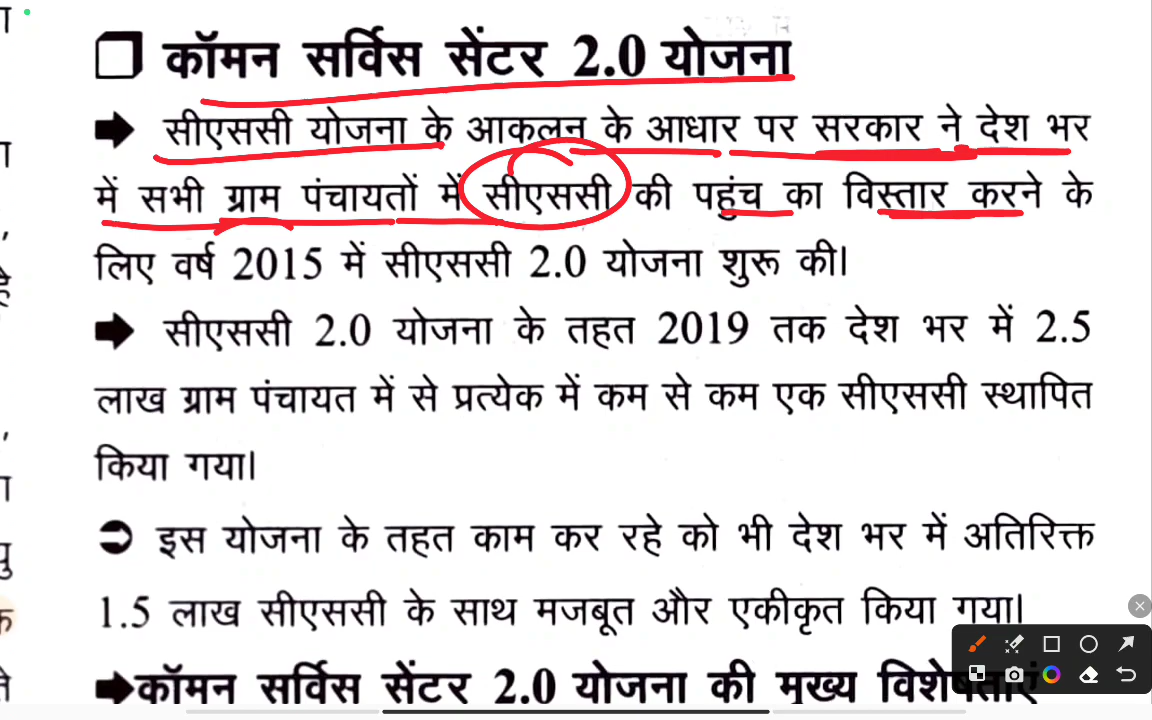 कॉमन सर्विस सेंटर 2.0 योजना
सीएससी योजना के आकलन के आधार पर सरकार ने देश भर
में सभी ग्राम पंचायतों में सीएससी की पहुंच का विस्तार करने के
लिए वर्ष 2015 में सीएससी 2.0 योजना शुरू की।
सीएससी 2.0 योजना के तहत 2019 तक देश भर में 2.5
लाख ग्राम पंचायत में से प्रत्येक में कम से कम एक सीएससी स्थापित
किया गया।
इस योजना के तहत काम कर रहे को भी देश भर में अतिरिक्त
1.5 लाख सीएससी के साथ मजबूत और एकीकृत किया गया।
कॉमन सर्विस सेंटर 2.0 योजना की मुख्य विशेषताएं